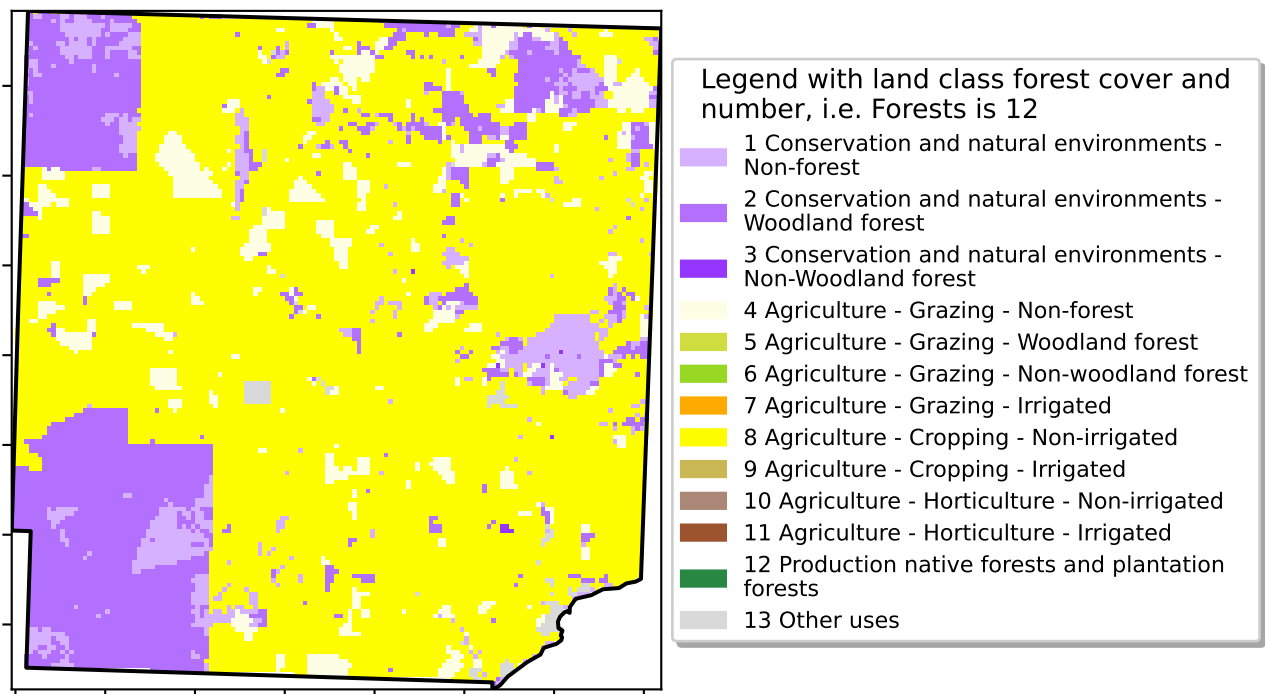 Legend with land class forest cover and
number, i.e. Forests is 12
1 Conservation and natural environments -
Non-forest
2 Conservation and natural environments -
Woodland forest
3 Conservation and natural environments -
Non-Woodland forest
4 Agriculture - Grazing - Non-forest
5 Agriculture - Grazing - Woodland forest
6 Agriculture - Grazing - Non-woodland forest
7 Agriculture - Grazing - Irrigated
8 Agriculture - Cropping - Non-irrigated
9 Agriculture - Cropping - Irrigated
10 Agriculture - Horticulture - Non-irrigated
11 Agriculture - Horticulture - Irrigated
12 Production native forests and plantation
forests
13 Other uses